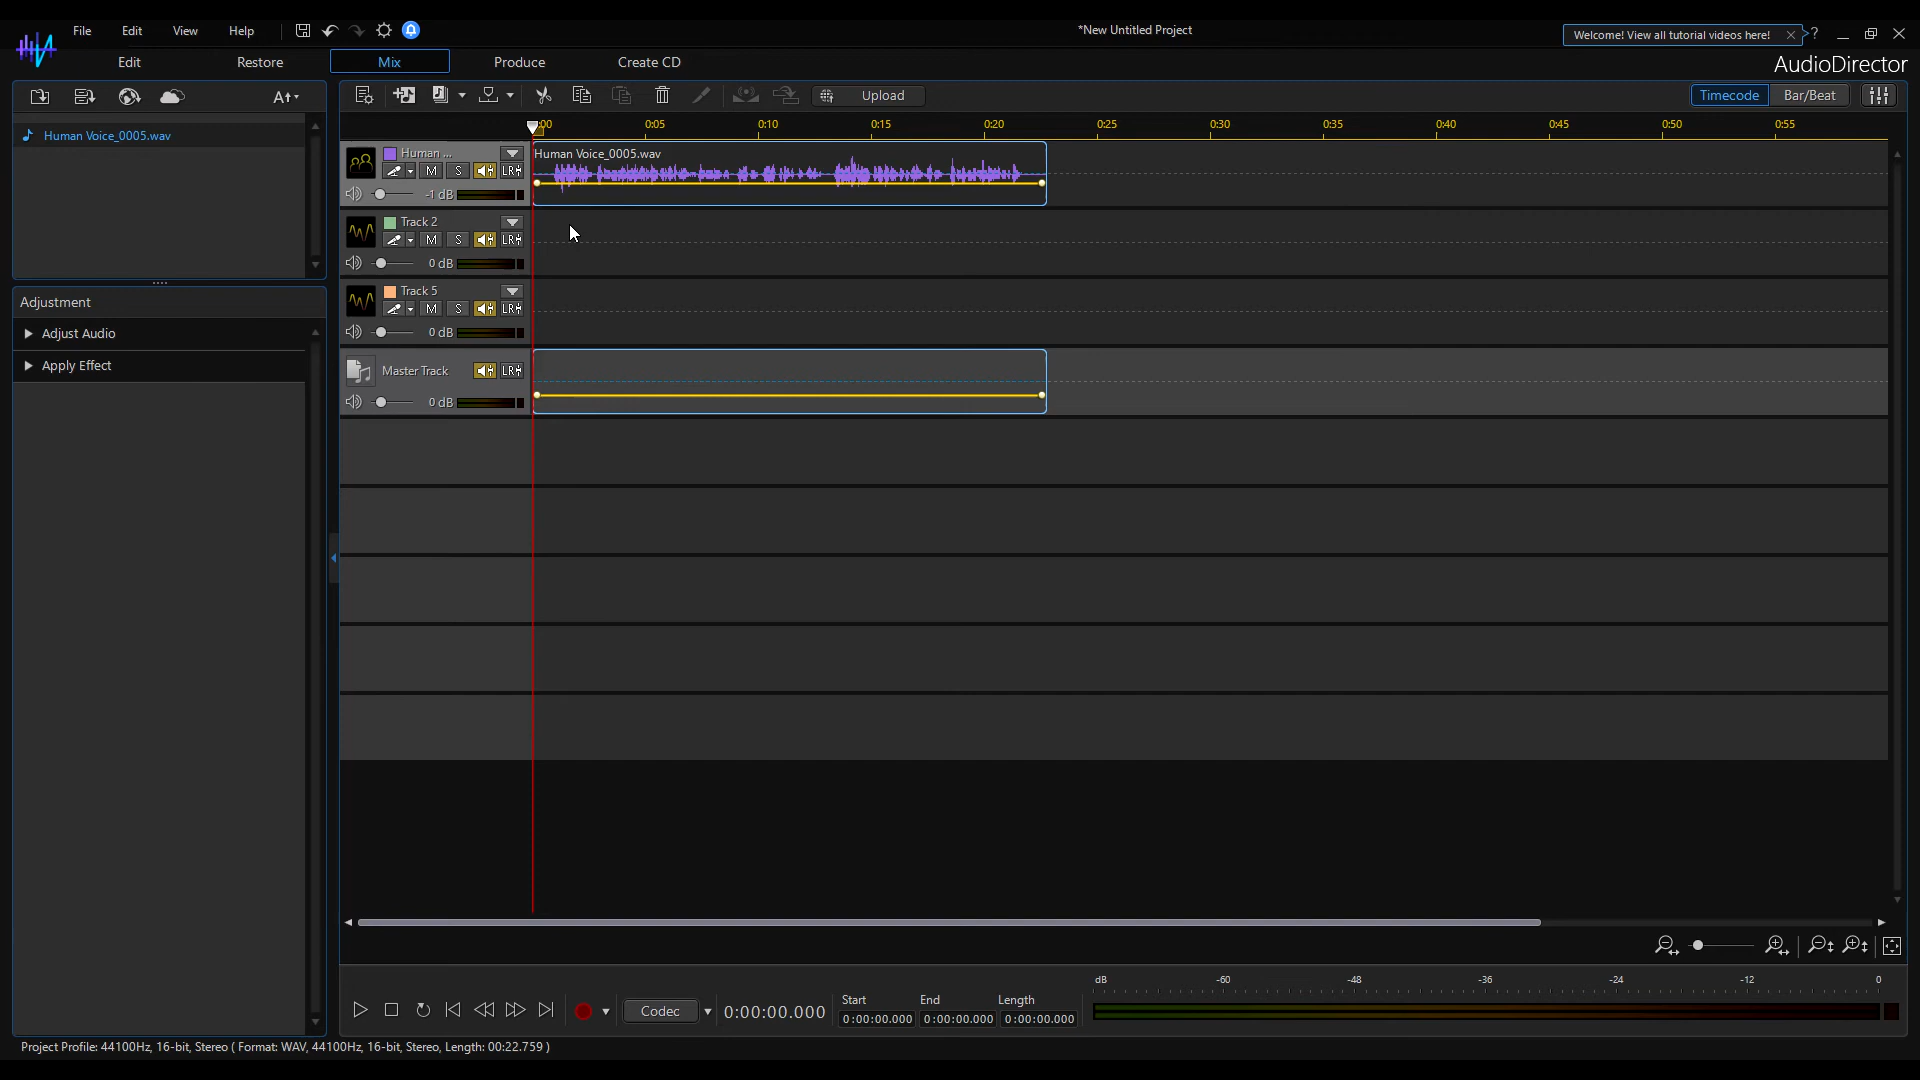 File Edit View Help
*New Untitled Project
Welcome! View all tutorial videos here!
?
Edit Restore Mix Produce Create CD
AudioDirector
A
Upload
Timecode Bar/Beat
Human Voice_0005.wav
:00 0:05 0:10 0:15 0:20 0:25 0:30 0:35 0:40 0:45 0:50 0:55
Human ...
M S LR
-1 dB
Human Voice_0005.wav
Track 2
M S LR
0 dB
Track 5
M S LR
0 dB
Master Track LR
0 dB
Adjustment
Adjust Audio
Apply Effect
Codec
0:00:00.000
Start End Length
0:00:00.000 0:00:00.000 0:00:00.000
dB -60 -48 -36 -24 -12 0
Project Profile: 44100Hz, 16-bit, Stereo ( Format: WAV, 44100Hz, 16-bit, Stereo, Length: 00:22.759 )